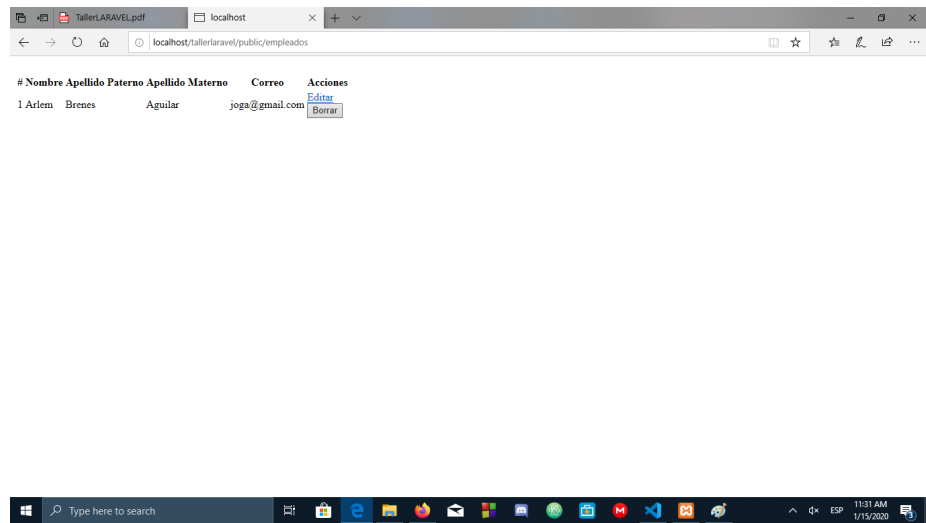 TallerLARAVEL.pdf
localhost
localhost/tallerlaravel/public/empleados
# Nombre Apellido Paterno Apellido Materno Correo Acciones
1 Arlem Brenes Aguilar joga@gmail.com Editar
Borrar
Type here to search
ESP
11:31 AM
1/15/2020
3